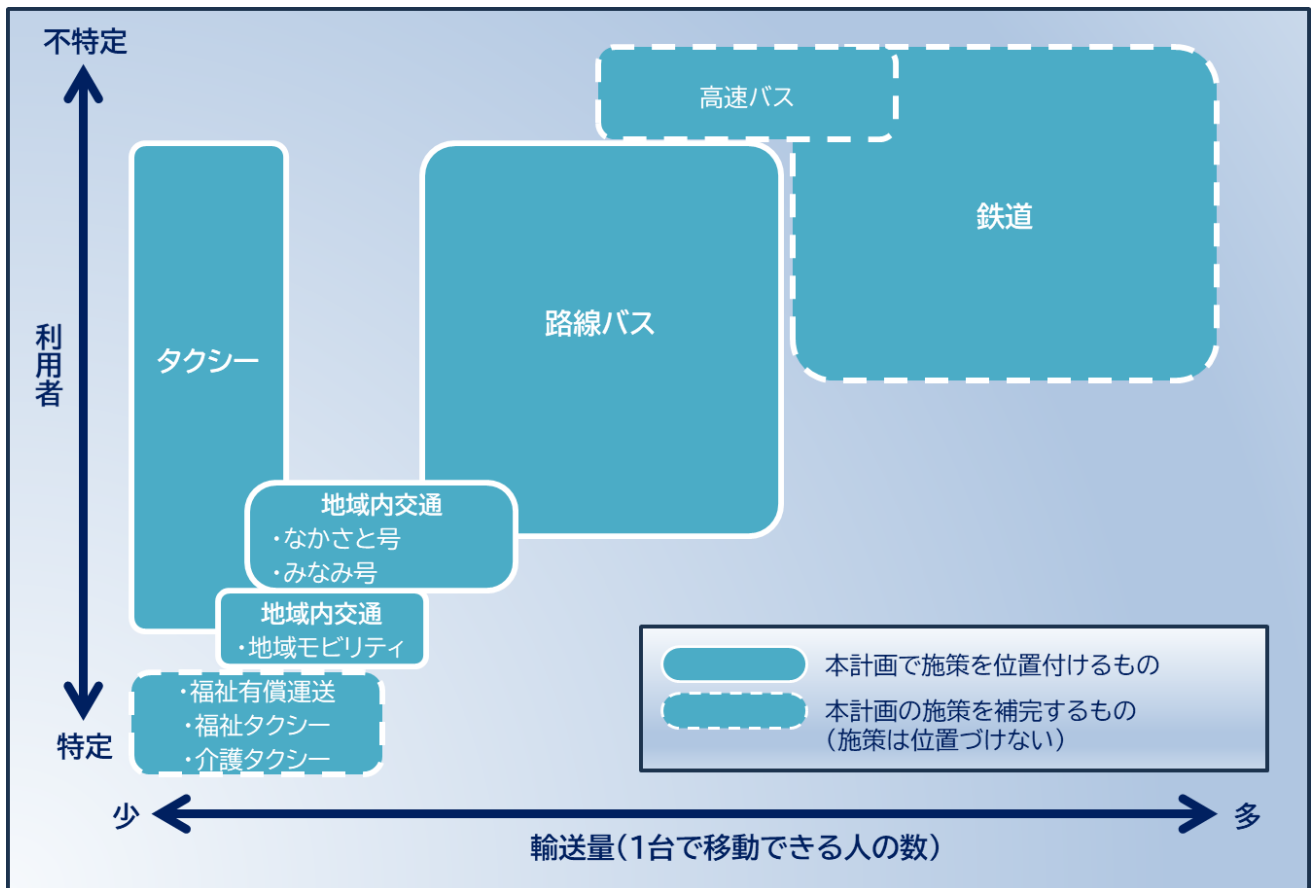 不特定
高速バス
鉄道
路線バス
タクシー
利用者
地域内交通
・なかさと号
・みなみ号
地域内交通
・地域モビリティ
・福祉有償運送
・福祉タクシー
・介護タクシー
特定
本計画で施策を位置付けるもの
本計画の施策を補完するもの
(施策は位置づけない)
少
多
輸送量(1台で移動できる人の数)